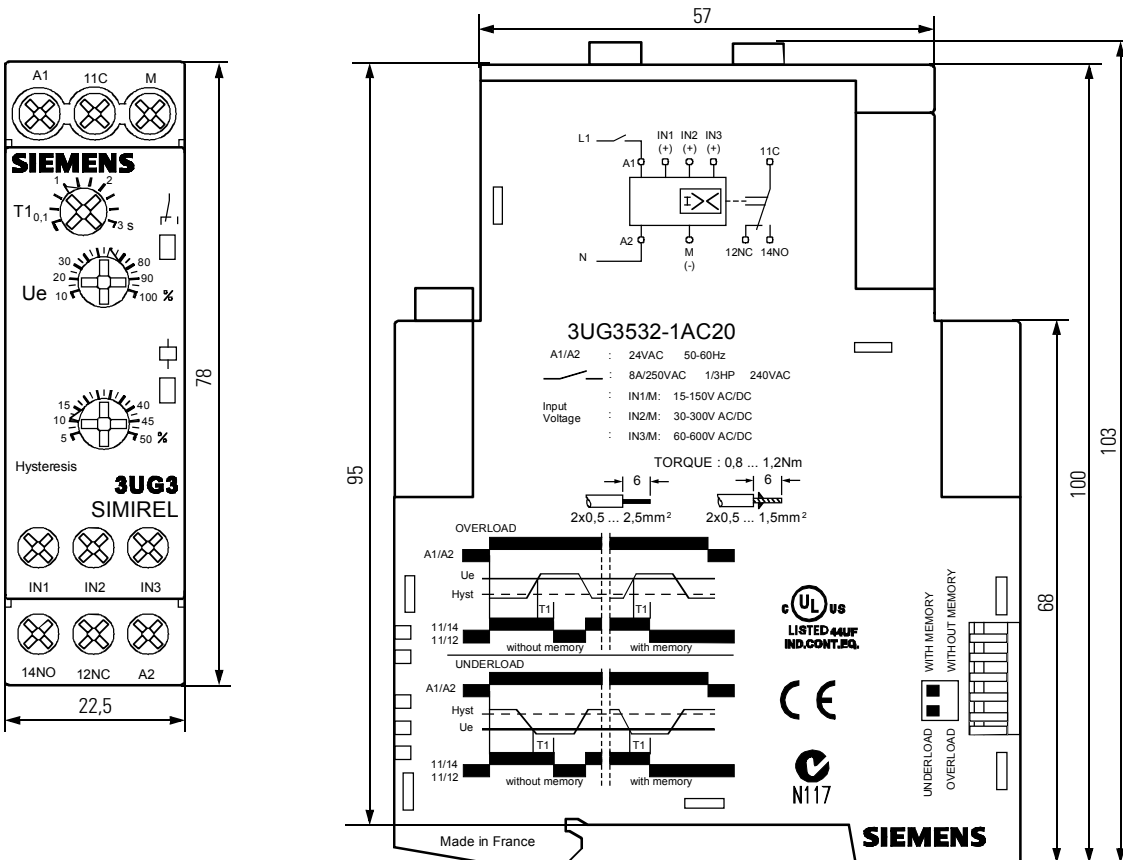 A1 11C M
SIEMENS
1 2
T1 0,1 3 s
30 80
20 90
Ue 10 100 %
15 40
10 45
5 50 %
Hysteresis
3UG3
SIMIREL
IN1 IN2 IN3
14NO 12NC A2
22,5
78
57
95
103
100
68
L1
IN1 IN2 IN3
(+) (+) (+)
11C
A1
I
A2
N
M
(-)
12NC 14NO
3UG3532-1AC20
A1/A2 : 24VAC 50-60Hz
: 8A/250VAC 1/3HP 240VAC
Input
Voltage
: IN1/M: 15-150V AC/DC
: IN2/M: 30-300V AC/DC
: IN3/M: 60-600V AC/DC
TORQUE : 0,8 ... 1,2Nm
6 6
2x0,5 ... 2,5mm² 2x0,5 ... 1,5mm²
OVERLOAD
A1/A2
Ue
Hyst
T1 T1
11/14
11/12
without memory with memory
UNDERLOAD
A1/A2
Hyst
Ue
T1 T1
11/14
11/12
without memory with memory
C UL US
LISTED 44UF
IND.CONT.EQ.
CE
N117
WITH MEMORY
WITHOUT MEMORY
UNDERLOAD
OVERLOAD
Made in France
SIEMENS